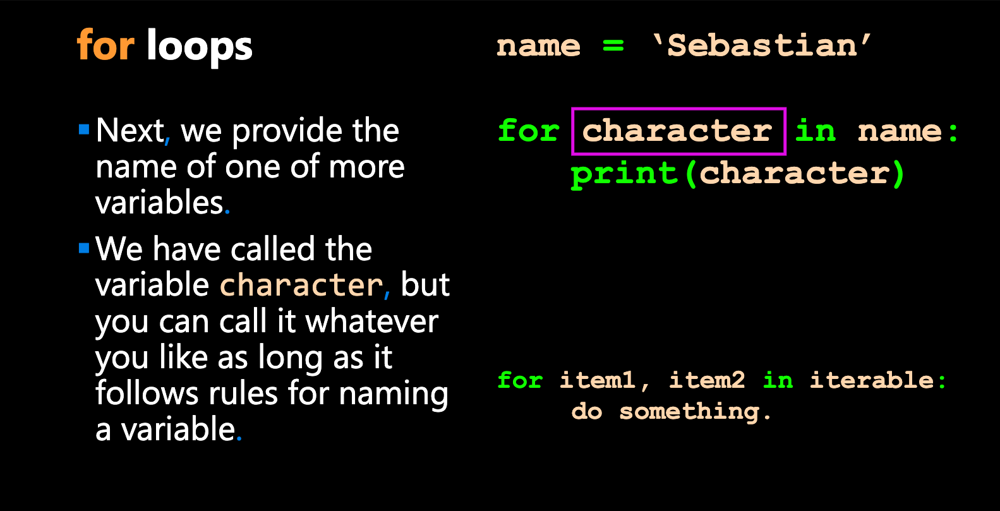 for loops
Next, we provide the
name of one of more
variables.
We have called the
variable character, but
you can call it whatever
you like as long as it
follows rules for naming
a variable.
name = ‘Sebastian’
for character in name:
    print(character)
for item1, item2 in iterable:
    do something.